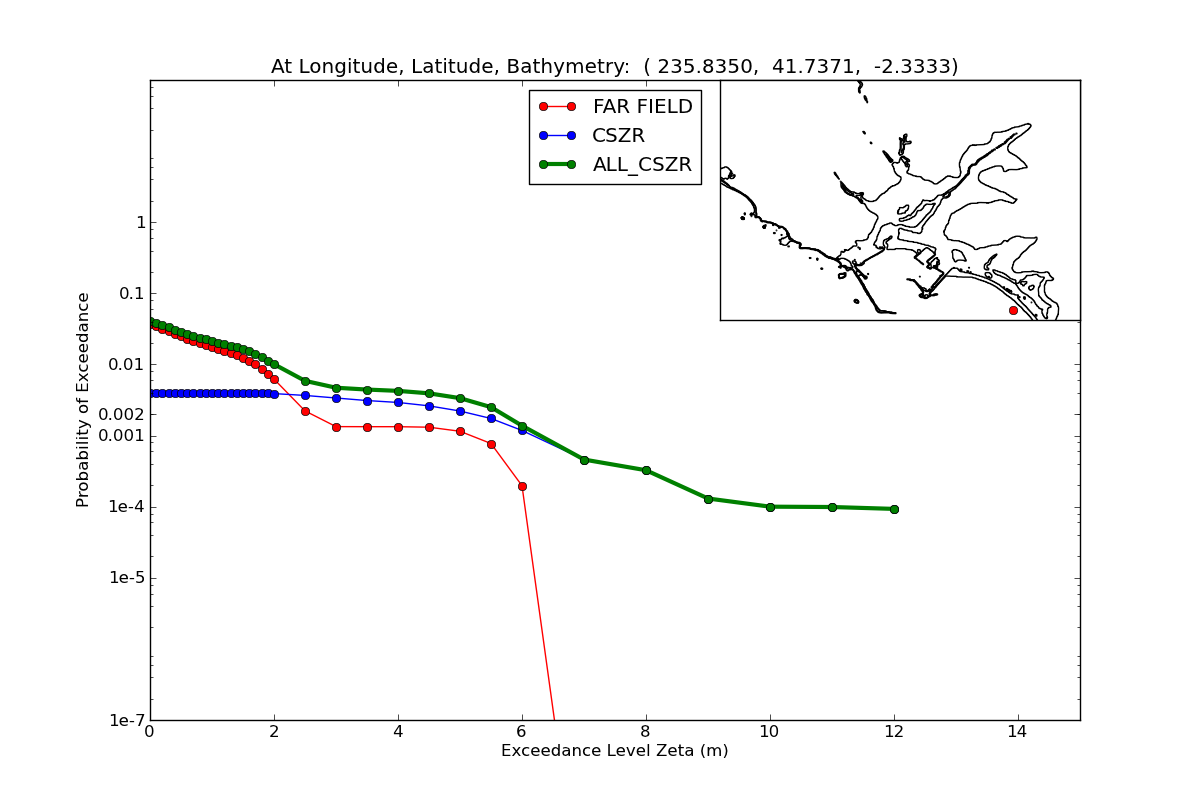 At Longitude, Latitude, Bathymetry: ( 235.8350, 41.7371, -2.3333)
FAR FIELD
CSZR
ALL_CSZR
Probability of Exceedance
1
0.1
0.01
0.002
0.001
1e-4
1e-5
1e-7
0 2 4 6 8 10 12 14
Exceedance Level Zeta (m)